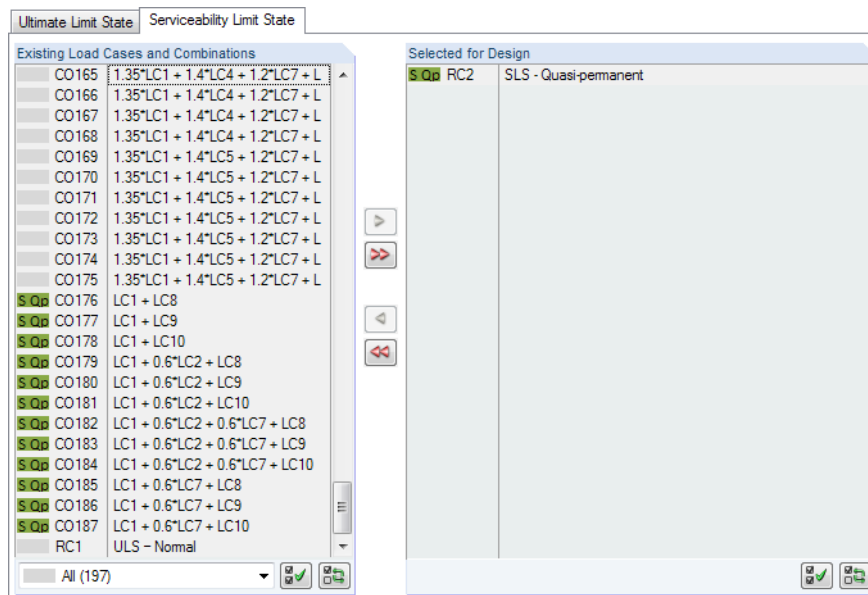 Ultimate Limit State Serviceability Limit State
Existing Load Cases and Combinations
CO165 1.35*LC1 + 1.4*LC4 + 1.2*LC7 + L
CO166 1.35*LC1 + 1.4*LC4 + 1.2*LC7 + L
CO167 1.35*LC1 + 1.4*LC4 + 1.2*LC7 + L
CO168 1.35*LC1 + 1.4*LC4 + 1.2*LC7 + L
CO169 1.35*LC1 + 1.4*LC5 + 1.2*LC7 + L
CO170 1.35*LC1 + 1.4*LC5 + 1.2*LC7 + L
CO171 1.35*LC1 + 1.4*LC5 + 1.2*LC7 + L
CO172 1.35*LC1 + 1.4*LC5 + 1.2*LC7 + L
CO173 1.35*LC1 + 1.4*LC5 + 1.2*LC7 + L
CO174 1.35*LC1 + 1.4*LC5 + 1.2*LC7 + L
CO175 1.35*LC1 + 1.4*LC5 + 1.2*LC7 + L
S Qp CO176 LC1 + LC8
S Qp CO177 LC1 + LC9
S Qp CO178 LC1 + LC10
S Qp CO179 LC1 + 0.6*LC2 + LC8
S Qp CO180 LC1 + 0.6*LC2 + LC9
S Qp CO181 LC1 + 0.6*LC2 + LC10
S Qp CO182 LC1 + 0.6*LC2 + 0.6*LC7 + LC8
S Qp CO183 LC1 + 0.6*LC2 + 0.6*LC7 + LC9
S Qp CO184 LC1 + 0.6*LC2 + 0.6*LC7 + LC10
S Qp CO185 LC1 + 0.6*LC7 + LC8
S Qp CO186 LC1 + 0.6*LC7 + LC9
S Qp CO187 LC1 + 0.6*LC7 + LC10
RC1 ULS – Normal
All (197)
Selected for Design
S Qp RC2 SLS - Quasi-permanent